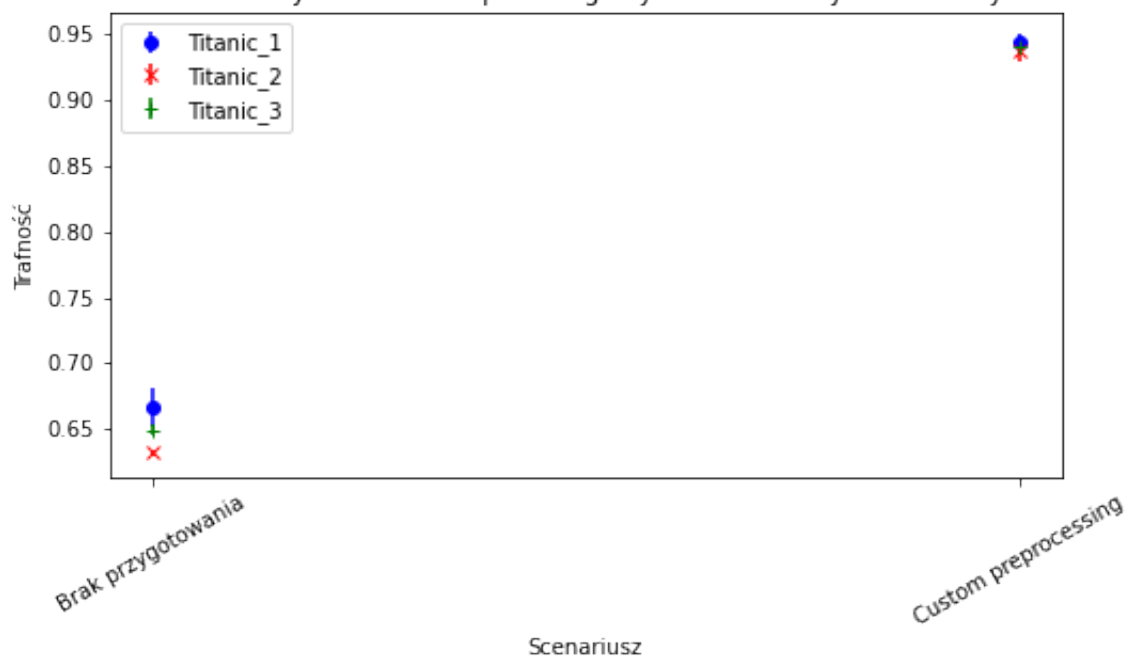 Titanic_1
Titanic_2
Titanic_3
0.95
0.90
0.85
0.80
0.75
0.70
0.65
Trafność
Brak przygotowania
Custom preprocessing
Scenariusz